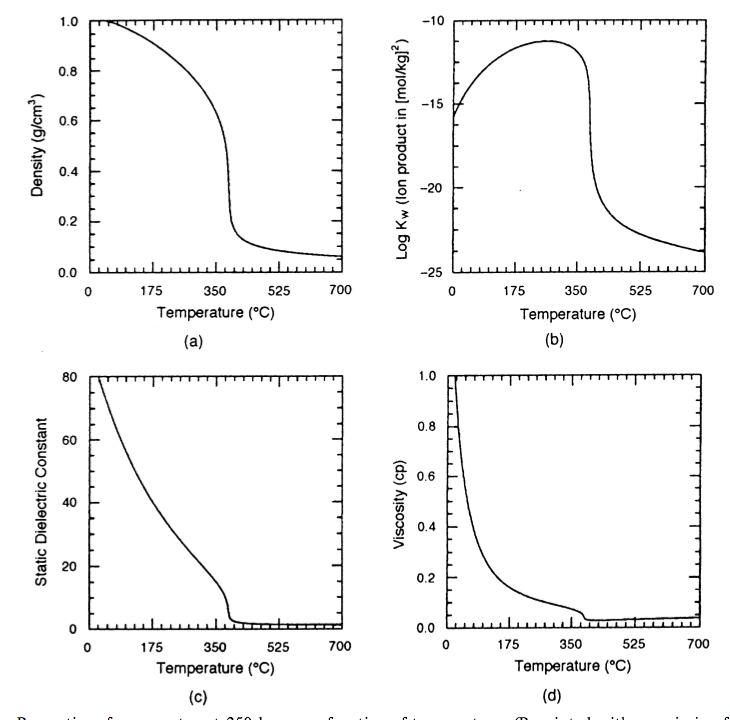 1.0
0.8
0.6
0.4
0.2
0.0
Density (g/cm³)
0 175 350 525 700
Temperature (°C)
(a)
−10
−15
−20
−25
Log K_W (Ion product in [mol/kg]²)
0 175 350 525 700
Temperature (°C)
(b)
80
60
40
20
0
Static Dielectric Constant
0 175 350 525 700
Temperature (°C)
(c)
1.0
0.8
0.6
0.4
0.2
0.0
Viscosity (cp)
0 175 350 525 700
Temperature (°C)
(d)